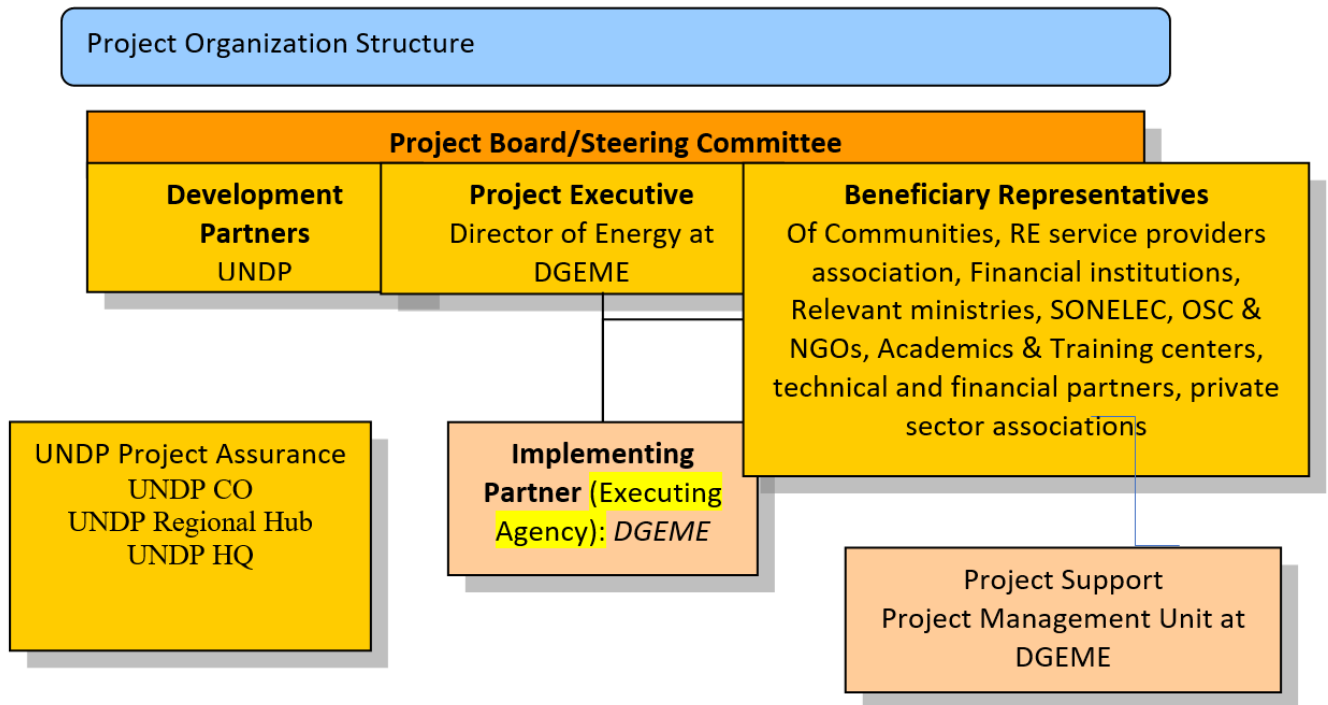 Project Organization Structure
Project Board/Steering Committee
Development
Partners
UNDP
Project Executive
Director of Energy at
DGEME
Beneficiary Representatives
Of Communities, RE service providers
association, Financial institutions,
Relevant ministries, SONELEC, OSC &
NGOs, Academics & Training centers,
technical and financial partners, private
sector associations
UNDP Project Assurance
UNDP CO
UNDP Regional Hub
UNDP HQ
Implementing
Partner (Executing
Agency): DGEME
Project Support
Project Management Unit at
DGEME